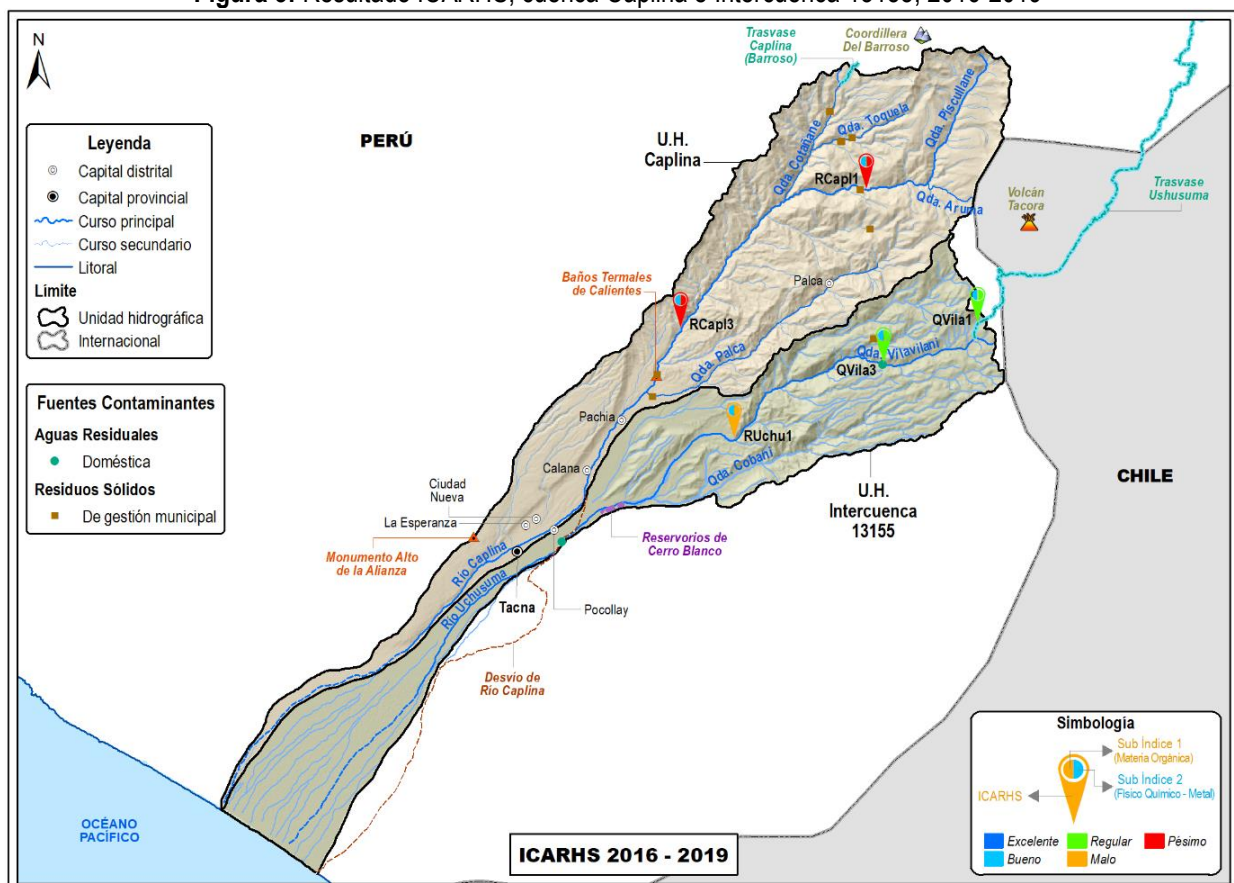 Figura 9. Resultado ICARHS, cuenca Caplina e Intercuenca 13155, 2016-2019
N
Trasvase
Caplina
(Barroso)
Coordillera
Del Barroso
PERÚ
U.H.
Caplina
Qda. Cotañane
Qda. Toquela
Qda. Piscullane
RCapl1
Qda. Aruma
Volcán
Tacora
Trasvase
Ushusuma
Leyenda
Capital distrital
Capital provincial
Curso principal
Curso secundario
Litoral
Limite
Unidad hidrográfica
Internacional
Baños Termales
de Calientes
Palca
RCapl3
QVila1
Qda. Palca
Qda. Vilavilani
QVila3
Fuentes Contaminantes
Aguas Residuales
Doméstica
Residuos Sólidos
De gestión municipal
Pachia
RUchu1
Calana
Qda. Cobani
Ciudad
Nueva
La Esperanza
U.H.
Intercuenca
13155
CHILE
Monumento Alto
de la Alianza
Río Caplina
Reservorios de
Cerro Blanco
Río Uchusuma
Tacna
Pocollay
Desvío de
Río Caplina
OCÉANO
PACÍFICO
ICARHS 2016 - 2019
Simbología
Sub Índice 1
(Materia Orgánica)
Sub Índice 2
(Físico Químico - Metal)
ICARHS
Excelente
Regular
Pésimo
Bueno
Malo